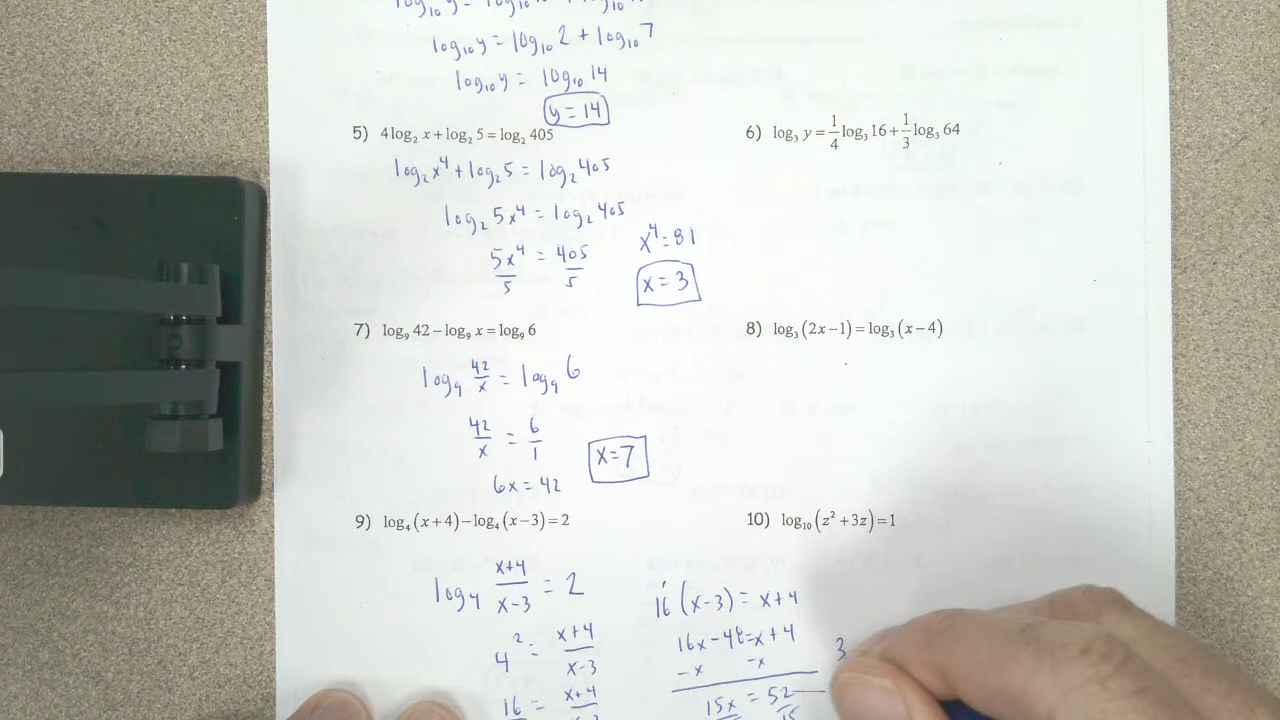 log₁₀ y = log₁₀ 2 + log₁₀ 7
log₁₀ y = log₁₀ 14
y = 14
5) 4log₂ x + log₂ 5 = log₂ 405
log₂ x⁴ + log₂ 5 = log₂ 405
log₂ 5x⁴ = log₂ 405
5x⁴/5 = 405/5
x⁴ = 81
x = 3
6) log₃ y = 1/4 log₃ 16 + 1/3 log₃ 64
7) log₉ 42 − log₉ x = log₉ 6
log₉ 42/x = log₉ 6
42/x = 6/1
6x = 42
x = 7
8) log₃ (2x − 1) = log₃ (x − 4)
9) log₄ (x + 4) − log₄ (x − 3) = 2
log₄ x+4/x−3 = 2
4² = x+4/x−3
16 = x+4/x−3
16 (x−3) = x+4
16x − 48 = x + 4
−x −x
15x = 52
15
3
10) log₁₀ (z² + 3z) = 1